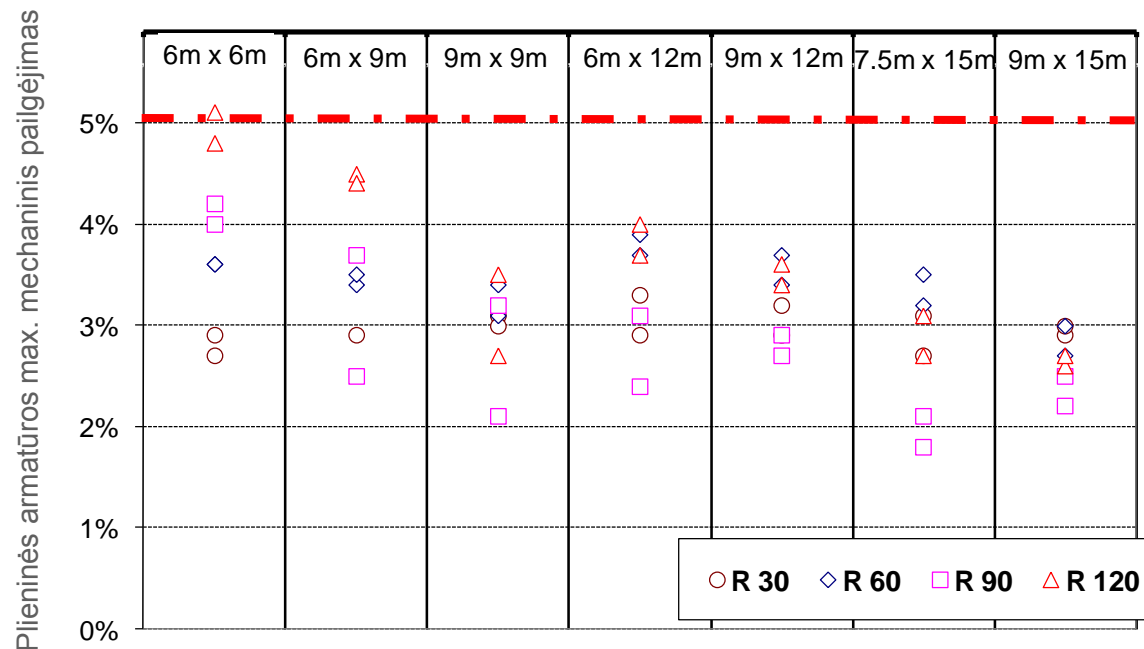 Plieninės armatūros max. mechaninis pailgėjimas
6m x 6m
6m x 9m
9m x 9m
6m x 12m
9m x 12m
7.5m x 15m
9m x 15m
5%
4%
3%
2%
1%
0%
R 30
R 60
R 90
R 120